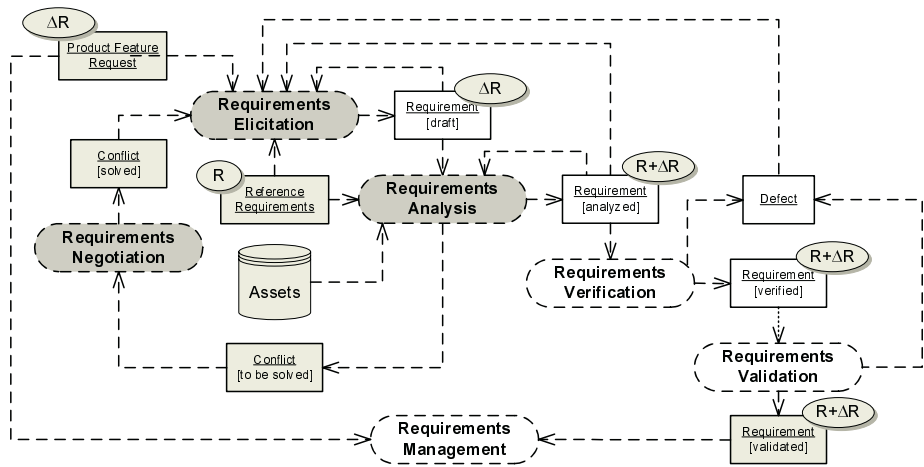 ΔR
Product Feature
Request
Requirements
Elicitation
ΔR
Requirement
[draft]
Conflict
[solved]
R
Reference
Requirements
Requirements
Analysis
R+ΔR
Requirement
[analyzed]
Defect
Requirements
Negotiation
Assets
Requirements
Verification
R+ΔR
Requirement
[verified]
Conflict
[to be solved]
Requirements
Validation
R+ΔR
Requirement
[validated]
Requirements
Management